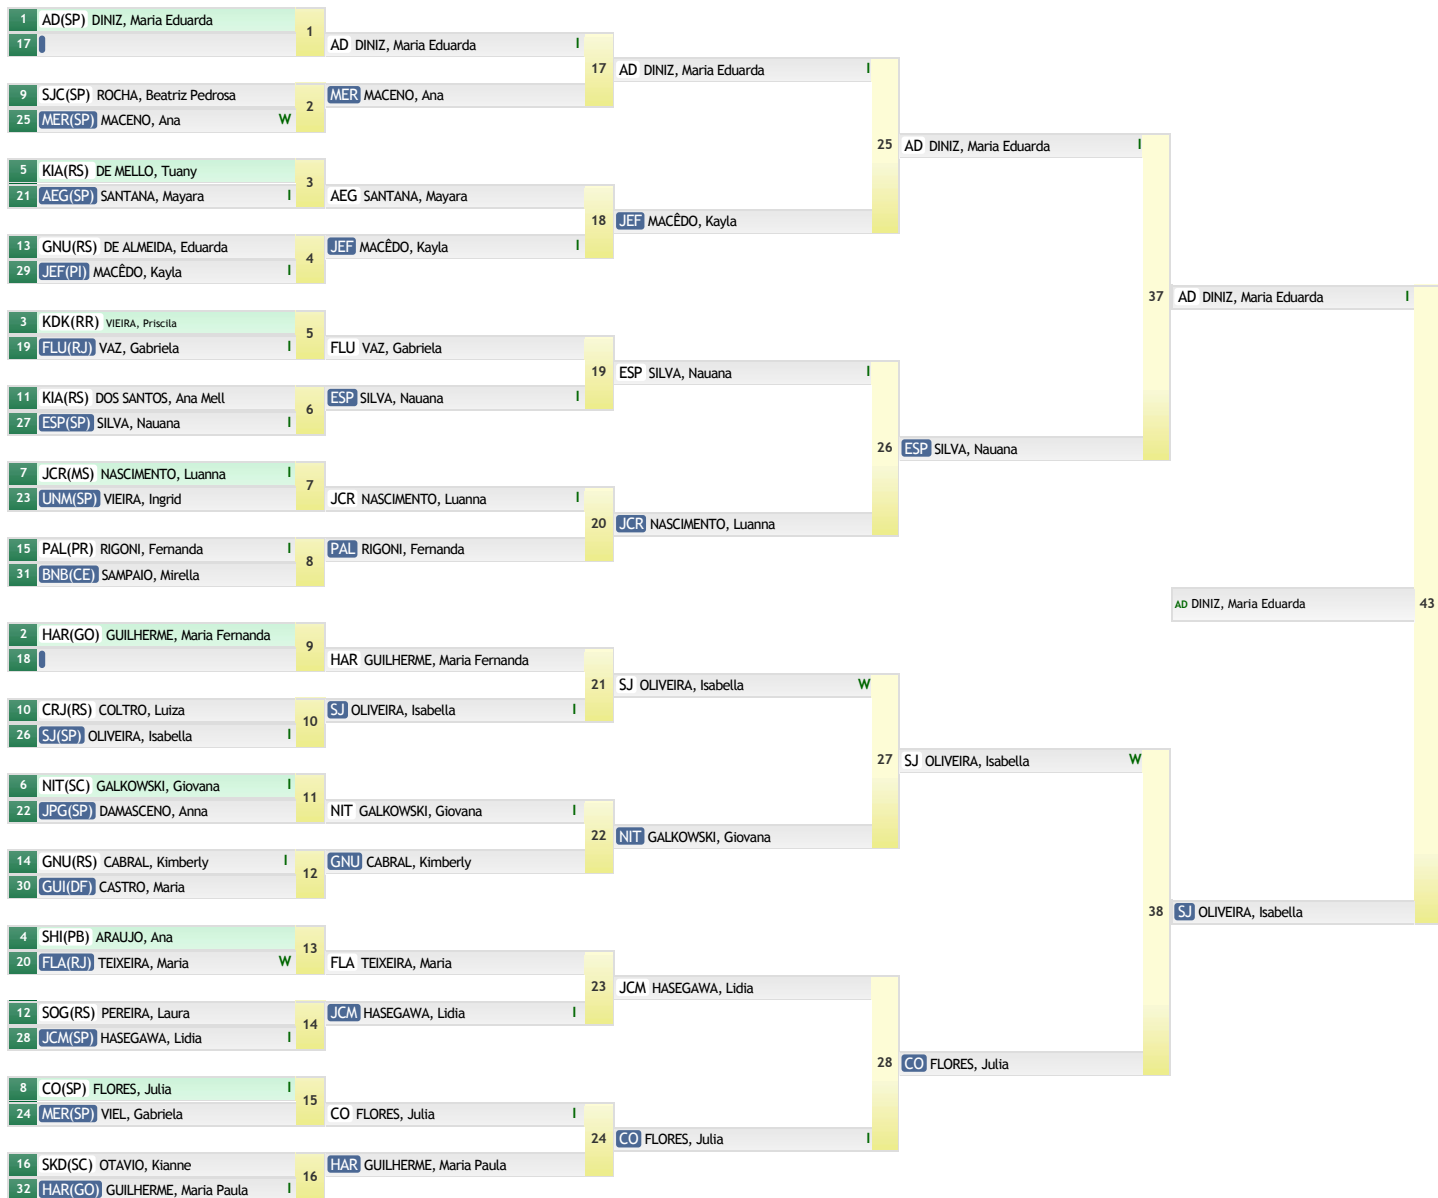 1 AD(SP) DINIZ, Maria Eduarda
17
1
AD DINIZ, Maria Eduarda I
17
AD DINIZ, Maria Eduarda I
9 SJC(SP) ROCHA, Beatriz Pedrosa
25 MER(SP) MACENO, Ana W
2
MER MACENO, Ana
25
AD DINIZ, Maria Eduarda I
5 KIA(RS) DE MELLO, Tuany
21 AEG(SP) SANTANA, Mayara I
3
AEG SANTANA, Mayara
18
JEF MACÊDO, Kayla
13 GNU(RS) DE ALMEIDA, Eduarda
29 JEF(PI) MACÊDO, Kayla I
4
JEF MACÊDO, Kayla I
37
AD DINIZ, Maria Eduarda I
3 KDK(RR) VIEIRA, Priscila
19 FLU(RJ) VAZ, Gabriela I
5
FLU VAZ, Gabriela
19
ESP SILVA, Nauana I
11 KIA(RS) DOS SANTOS, Ana Mell
27 ESP(SP) SILVA, Nauana I
6
ESP SILVA, Nauana I
26
ESP SILVA, Nauana
7 JCR(MS) NASCIMENTO, Luanna I
23 UNM(SP) VIEIRA, Ingrid
7
JCR NASCIMENTO, Luanna I
20
JCR NASCIMENTO, Luanna
15 PAL(PR) RIGONI, Fernanda I
31 BNB(CE) SAMPAIO, Mirella
8
PAL RIGONI, Fernanda
AD DINIZ, Maria Eduarda
43
2 HAR(GO) GUILHERME, Maria Fernanda
18
9
HAR GUILHERME, Maria Fernanda
21
SJ OLIVEIRA, Isabella W
10 CRJ(RS) COLTRO, Luiza
26 SJ(SP) OLIVEIRA, Isabella I
10
SJ OLIVEIRA, Isabella I
27
SJ OLIVEIRA, Isabella W
6 NIT(SC) GALKOWSKI, Giovana I
22 JPG(SP) DAMASCENO, Anna
11
NIT GALKOWSKI, Giovana I
22
NIT GALKOWSKI, Giovana
14 GNU(RS) CABRAL, Kimberly I
30 GUI(DF) CASTRO, Maria
12
GNU CABRAL, Kimberly
38
SJ OLIVEIRA, Isabella
4 SHI(PB) ARAUJO, Ana
20 FLA(RJ) TEIXEIRA, Maria W
13
FLA TEIXEIRA, Maria
23
JCM HASEGAWA, Lidia
12 SOG(RS) PEREIRA, Laura
28 JCM(SP) HASEGAWA, Lidia I
14
JCM HASEGAWA, Lidia I
28
CO FLORES, Julia
8 CO(SP) FLORES, Julia I
24 MER(SP) VIEL, Gabriela
15
CO FLORES, Julia I
24
CO FLORES, Julia I
16 SKD(SC) OTAVIO, Kianne
32 HAR(GO) GUILHERME, Maria Paula I
16
HAR GUILHERME, Maria Paula